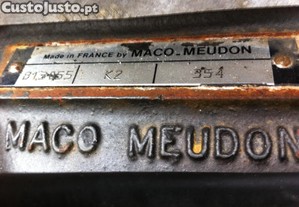 CustoJusto.pt
Made in FRANCE by MACO-MEUDON
K2 354
MACO MEUDON